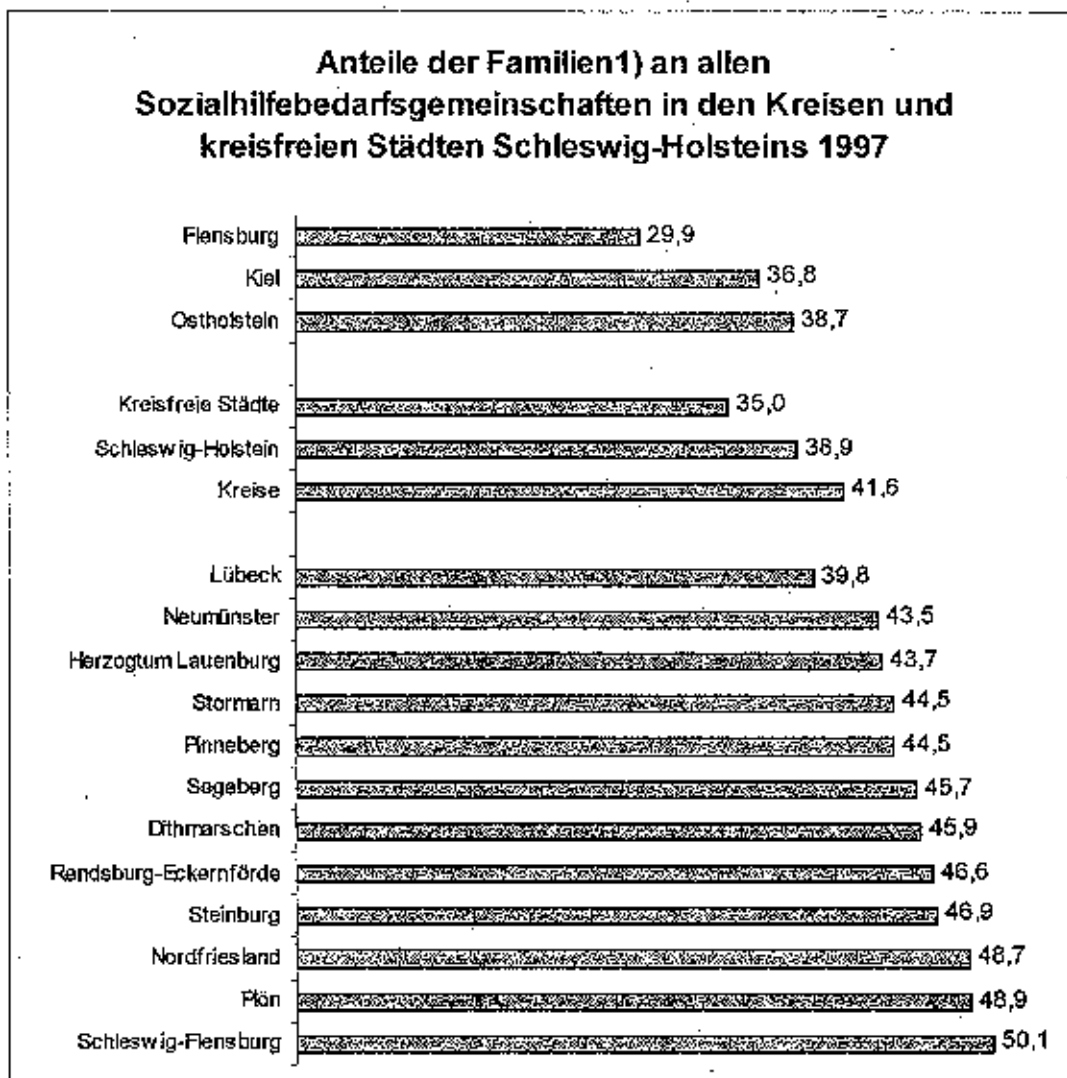 Anteile der Familien1) an allen
Sozialhilfebedarfsgemeinschaften in den Kreisen und
kreisfreien Städten Schleswig-Holsteins 1997
Flensburg 29,9
Kiel 36,8
Ostholstein 38,7
Kreisfreie Städte 35,0
Schleswig-Holstein 38,9
Kreise 41,6
Lübeck 39,8
Neumünster 43,5
Herzogtum Lauenburg 43,7
Stormarn 44,5
Pinneberg 44,5
Segeberg 45,7
Dithmarschen 45,9
Rendsburg-Eckernförde 46,6
Steinburg 46,9
Nordfriesland 48,7
Plön 48,9
Schleswig-Flensburg 50,1